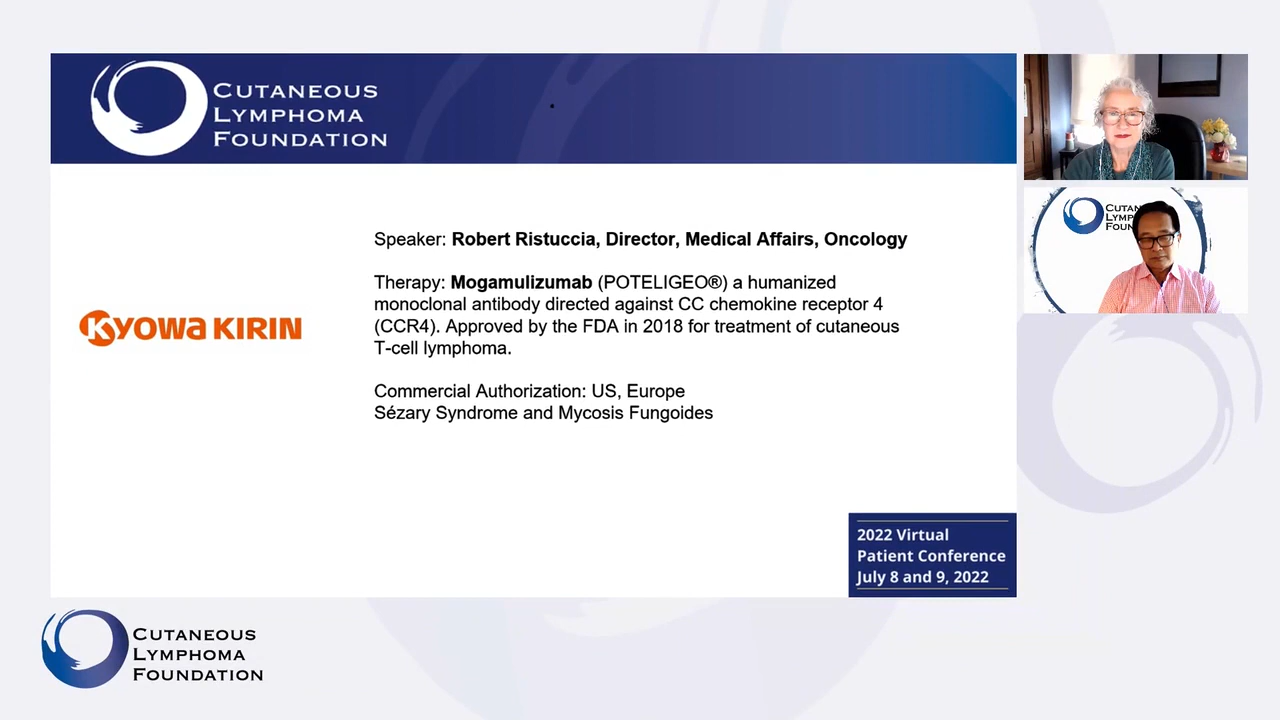 CUTANEOUS
LYMPHOMA
FOUNDATION
Speaker: Robert Ristuccia, Director, Medical Affairs, Oncology
Therapy: Mogamulizumab (POTELIGEO®) a humanized
monoclonal antibody directed against CC chemokine receptor 4
(CCR4). Approved by the FDA in 2018 for treatment of cutaneous
T-cell lymphoma.
KYOWA KIRIN
Commercial Authorization: US, Europe
Sézary Syndrome and Mycosis Fungoides
2022 Virtual
Patient Conference
July 8 and 9, 2022
CUTANEOUS
LYMPHOMA
FOUNDATION